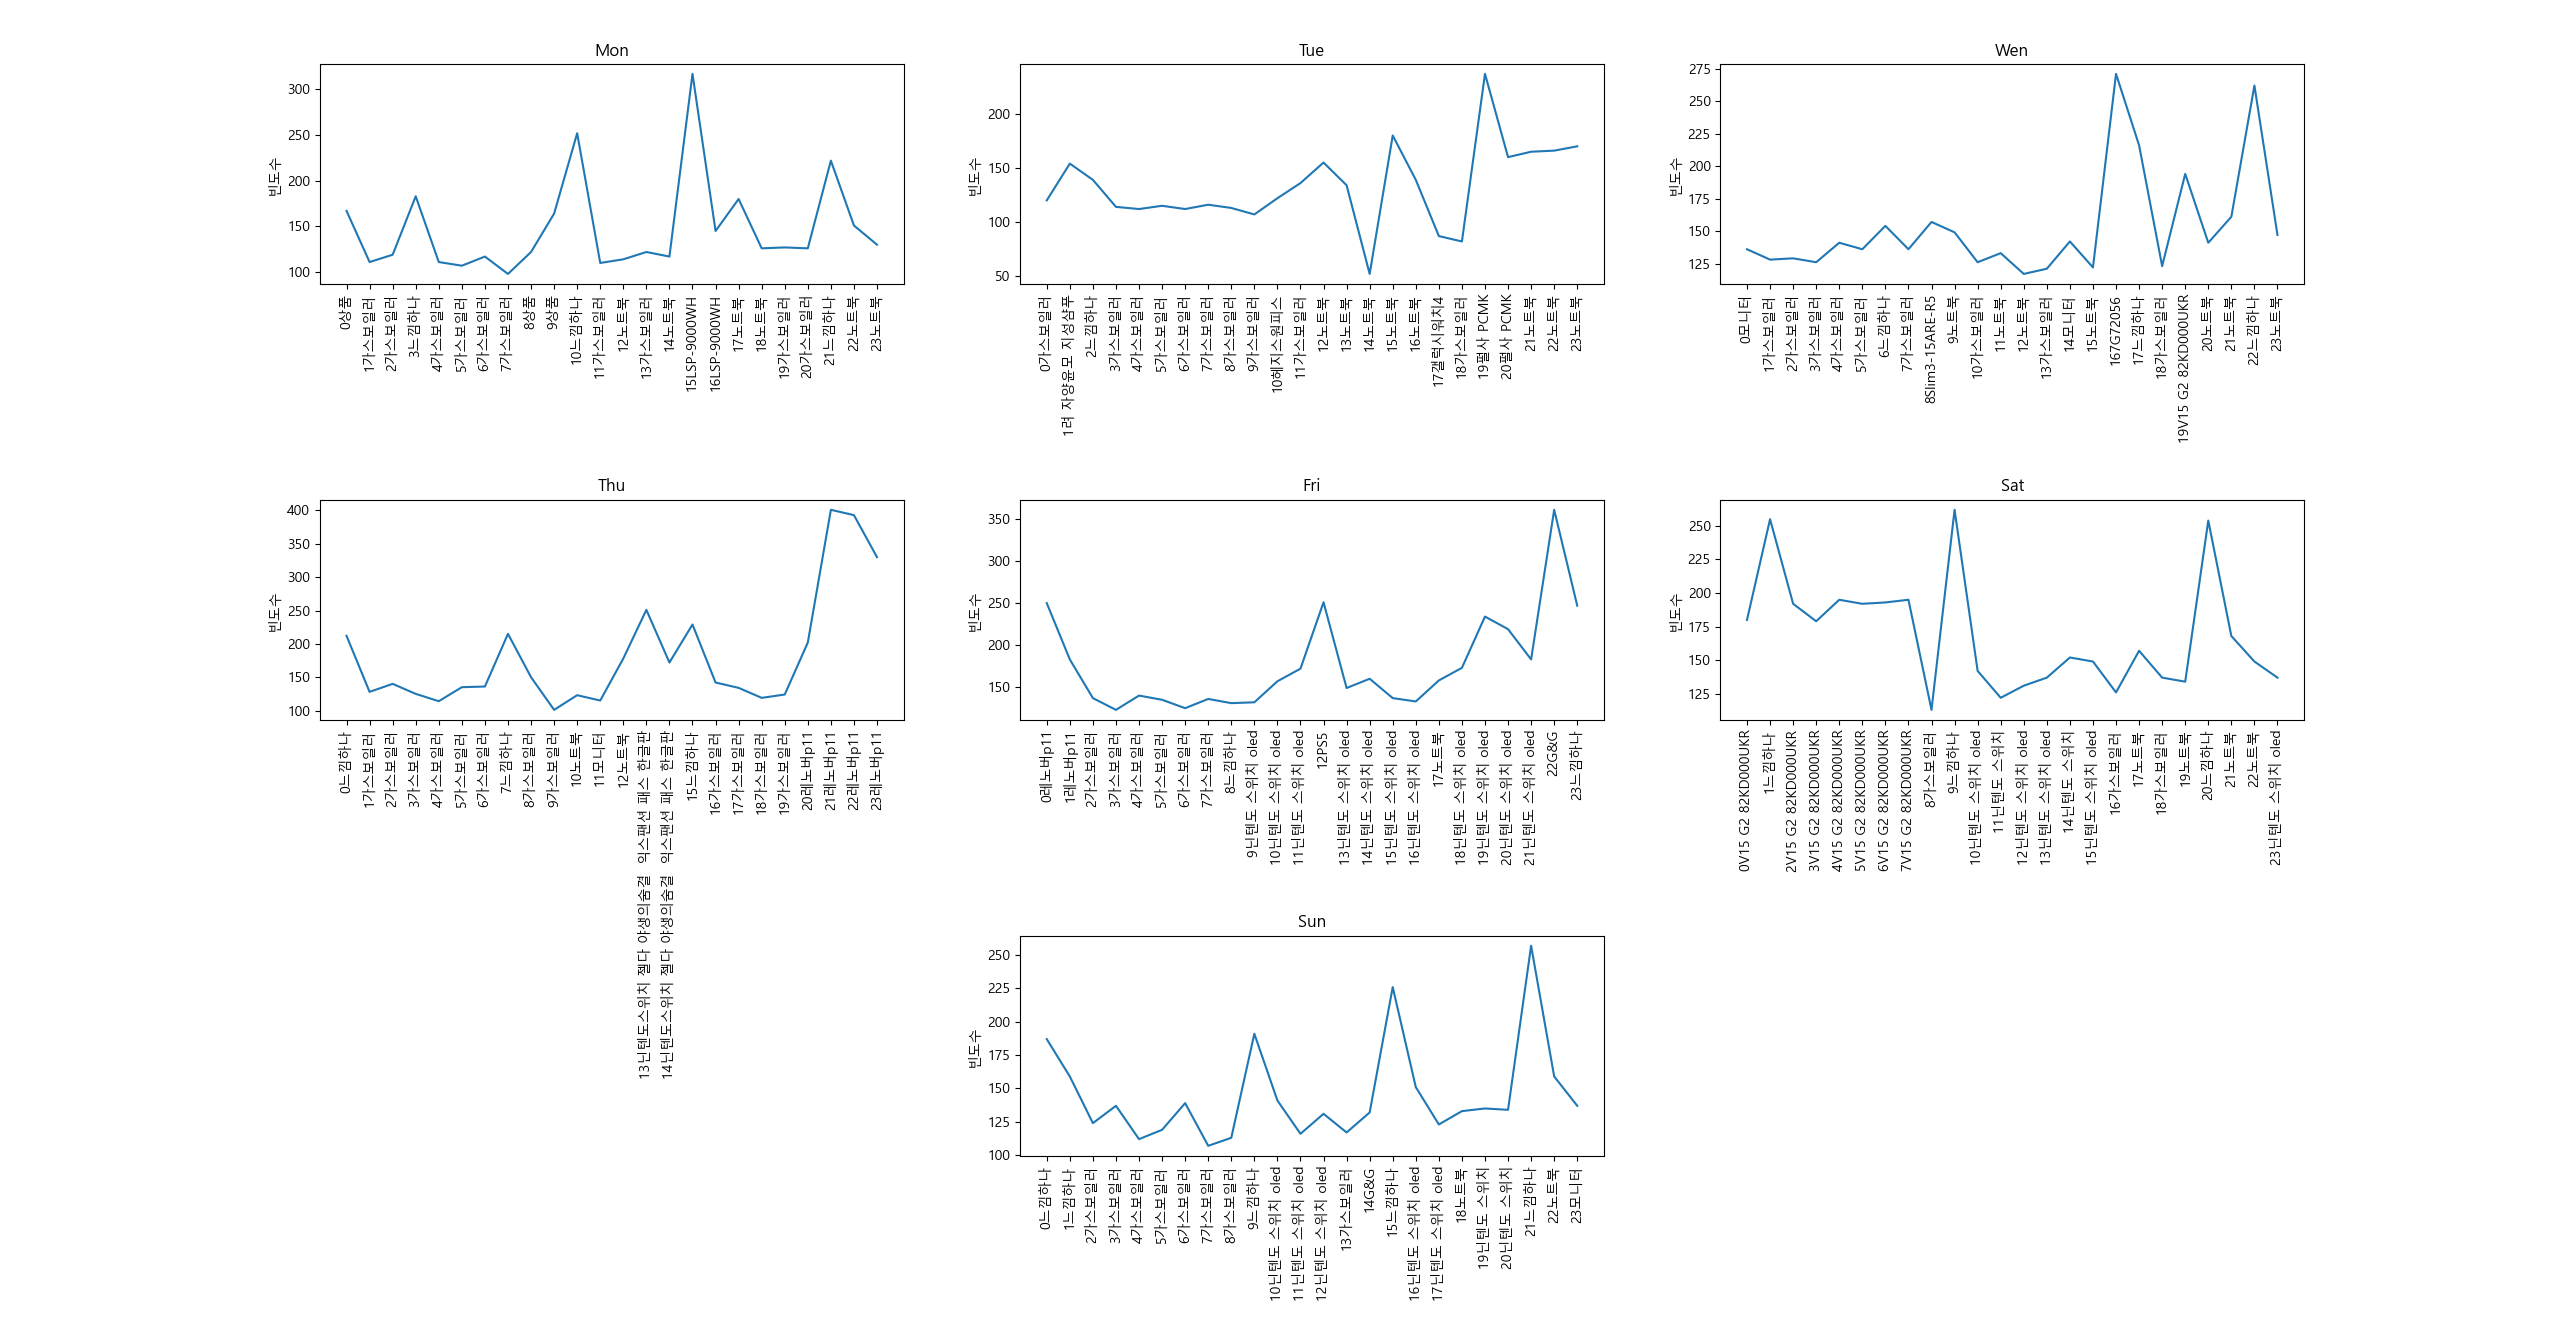 Mon
빈도수
300
250
200
150
100
0상품
1가스보일러
2가스보일러
3느낌하나
4가스보일러
5가스보일러
6가스보일러
7가스보일러
8상품
9상품
10느낌하나
11가스보일러
12노트북
13가스보일러
14노트북
15LSP-9000WH
16LSP-9000WH
17노트북
18노트북
19가스보일러
20가스보일러
21느낌하나
22노트북
23노트북
Tue
빈도수
200
150
100
50
0가스보일러
1려 자양윤모 지성샴푸
2느낌하나
3가스보일러
4가스보일러
5가스보일러
6가스보일러
7가스보일러
8가스보일러
9가스보일러
10헤지스원피스
11가스보일러
12노트북
13노트북
14노트북
15노트북
16노트북
17갤럭시워치4
18가스보일러
19필사 PCMK
20필사 PCMK
21노트북
22노트북
23노트북
Wen
빈도수
275
250
225
200
175
150
125
0모니터
1가스보일러
2가스보일러
3가스보일러
4가스보일러
5가스보일러
6느낌하나
7가스보일러
8Slim3-15ARE-R5
9노트북
10가스보일러
11노트북
12노트북
13가스보일러
14모니터
15노트북
167G72056
17느낌하나
18가스보일러
19V15 G2 82KD000UKR
20노트북
21노트북
22느낌하나
23노트북
Thu
빈도수
400
350
300
250
200
150
100
0느낌하나
1가스보일러
2가스보일러
3가스보일러
4가스보일러
5가스보일러
6가스보일러
7느낌하나
8가스보일러
9가스보일러
10노트북
11모니터
12노트북
13닌텐도스위치 젤다 야생의숨결  익스팬션 패스 한글판
14닌텐도스위치 젤다 야생의숨결  익스팬션 패스 한글판
15느낌하나
16가스보일러
17가스보일러
18가스보일러
19가스보일러
20레노버p11
21레노버p11
22레노버p11
23레노버p11
Fri
빈도수
350
300
250
200
150
0레노버p11
1레노버p11
2가스보일러
3가스보일러
4가스보일러
5가스보일러
6가스보일러
7가스보일러
8느낌하나
9닌텐도 스위치 oled
10닌텐도 스위치 oled
11닌텐도 스위치 oled
12PS5
13닌텐도 스위치 oled
14닌텐도 스위치 oled
15닌텐도 스위치 oled
16닌텐도 스위치 oled
17노트북
18닌텐도 스위치 oled
19닌텐도 스위치 oled
20닌텐도 스위치 oled
21닌텐도 스위치 oled
22G&G
23느낌하나
Sat
빈도수
250
225
200
175
150
125
0V15 G2 82KD000UKR
1느낌하나
2V15 G2 82KD000UKR
3V15 G2 82KD000UKR
4V15 G2 82KD000UKR
5V15 G2 82KD000UKR
6V15 G2 82KD000UKR
7V15 G2 82KD000UKR
8가스보일러
9느낌하나
10닌텐도 스위치 oled
11닌텐도 스위치
12닌텐도 스위치 oled
13닌텐도 스위치 oled
14닌텐도 스위치
15닌텐도 스위치 oled
16가스보일러
17노트북
18가스보일러
19노트북
20느낌하나
21노트북
22노트북
23닌텐도 스위치 oled
Sun
빈도수
250
225
200
175
150
125
100
0느낌하나
1느낌하나
2가스보일러
3가스보일러
4가스보일러
5가스보일러
6가스보일러
7가스보일러
8가스보일러
9느낌하나
10닌텐도 스위치 oled
11닌텐도 스위치 oled
12닌텐도 스위치 oled
13가스보일러
14G&G
15느낌하나
16닌텐도 스위치 oled
17닌텐도 스위치 oled
18노트북
19닌텐도 스위치
20닌텐도 스위치
21느낌하나
22노트북
23모니터